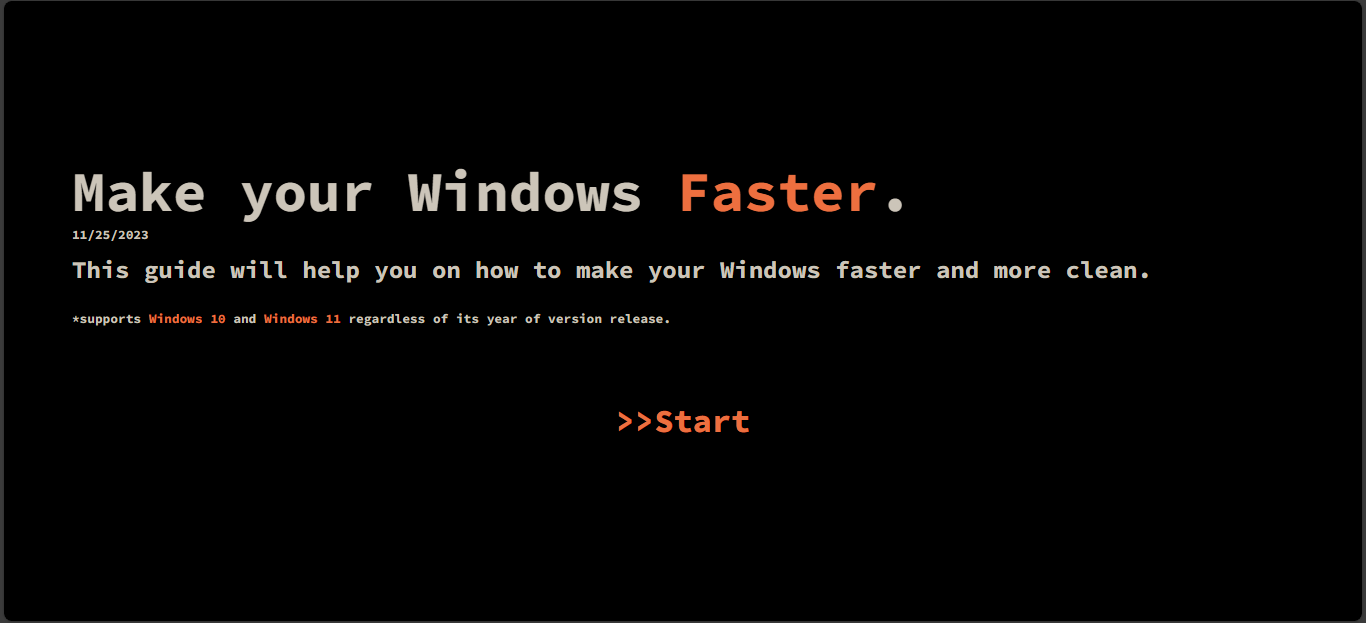 Make your Windows Faster.
11/25/2023
This guide will help you on how to make your Windows faster and more clean.
*supports Windows 10 and Windows 11 regardless of its year of version release.
>>Start